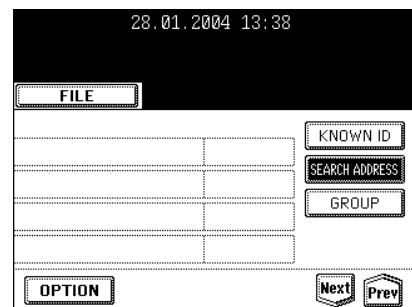 28.01.2004 13:38
FILE
KNOWN ID
SEARCH ADDRESS
GROUP
OPTION
Next
Prev